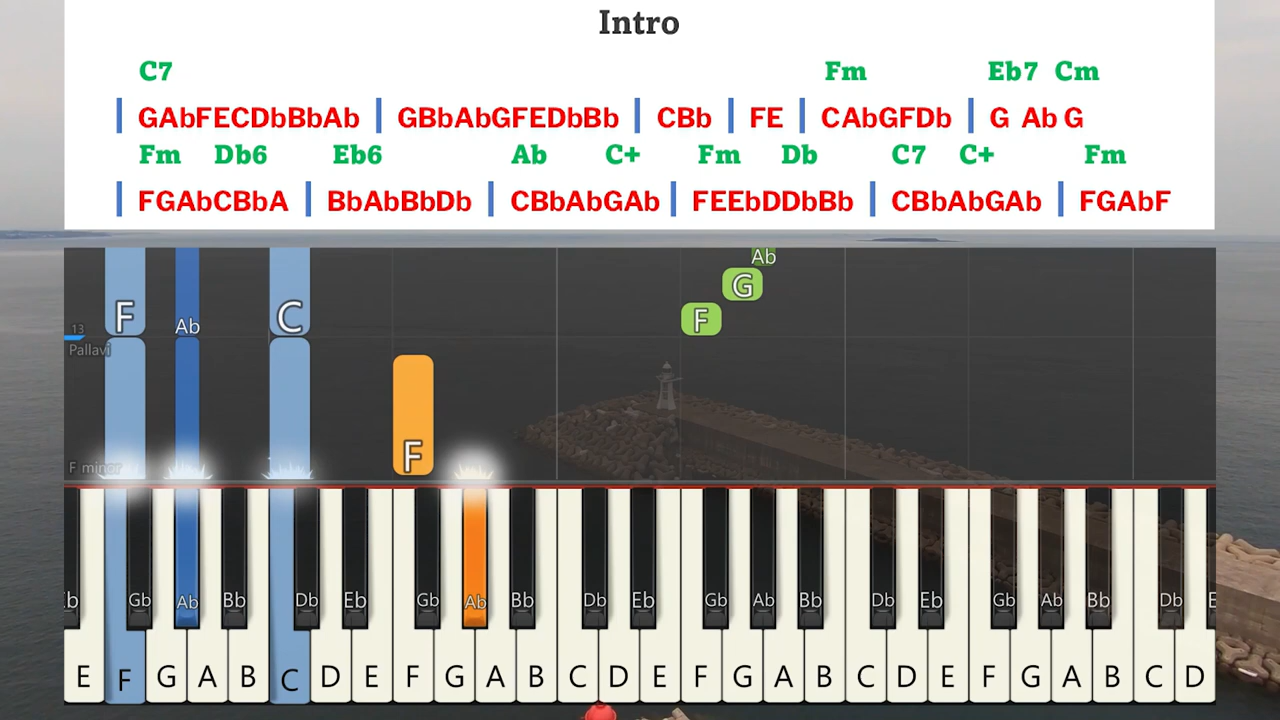 Intro
C7 Fm Eb7 Cm
GAbFECDbBbAb GBbAbGFEDbBb CBb FE CAbGFDb G Ab G
Fm Db6 Eb6 Ab C+ Fm Db C7 C+ Fm
FGAbCBbA BbAbBbDb CBbAbGAb FEEbDDbBb CBbAbGAb FGAbF
Ab
G
F Ab C F
13
Pallavi
F minor F
Eb Gb Ab Bb Db Eb Gb Ab Bb Db Eb Gb Ab Bb Db Eb Gb Ab Bb Db E
E F G A B C D E F G A B C D E F G A B C D E F G A B C D